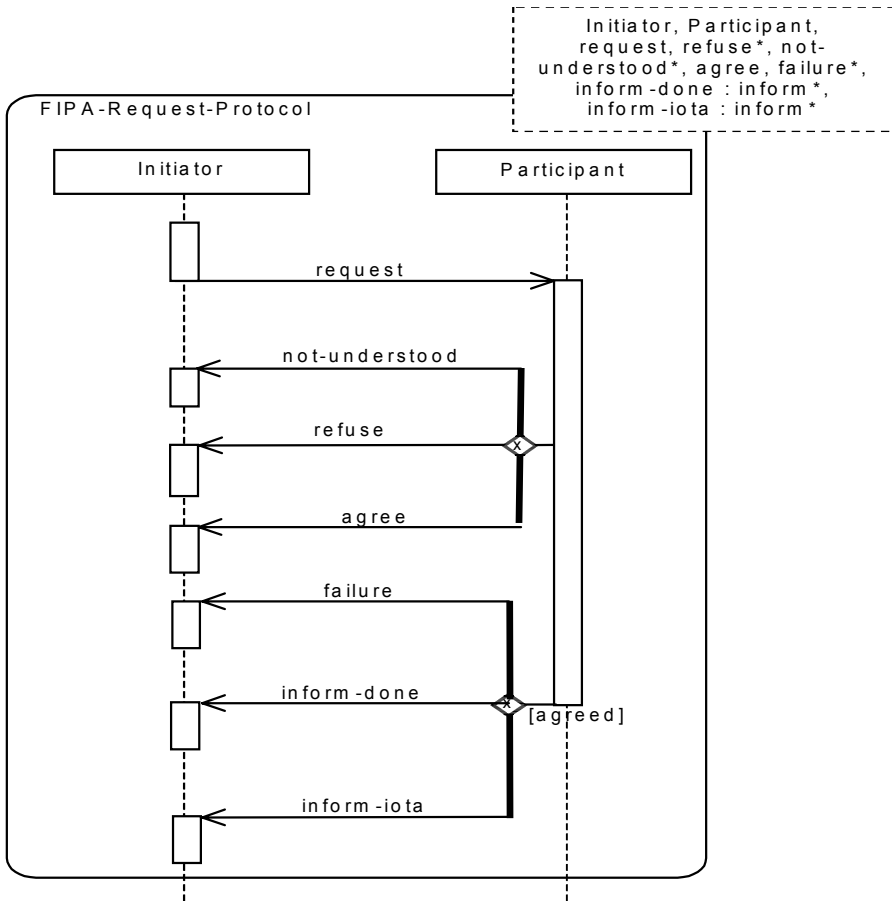 Initiator, Participant,
request, refuse*, not-
understood*, agree, failure*,
inform-done : inform*,
inform-iota : inform*
FIPA-Request-Protocol
Initiator
Participant
request
not-understood
refuse
x
agree
failure
inform-done
x
[agreed]
inform-iota